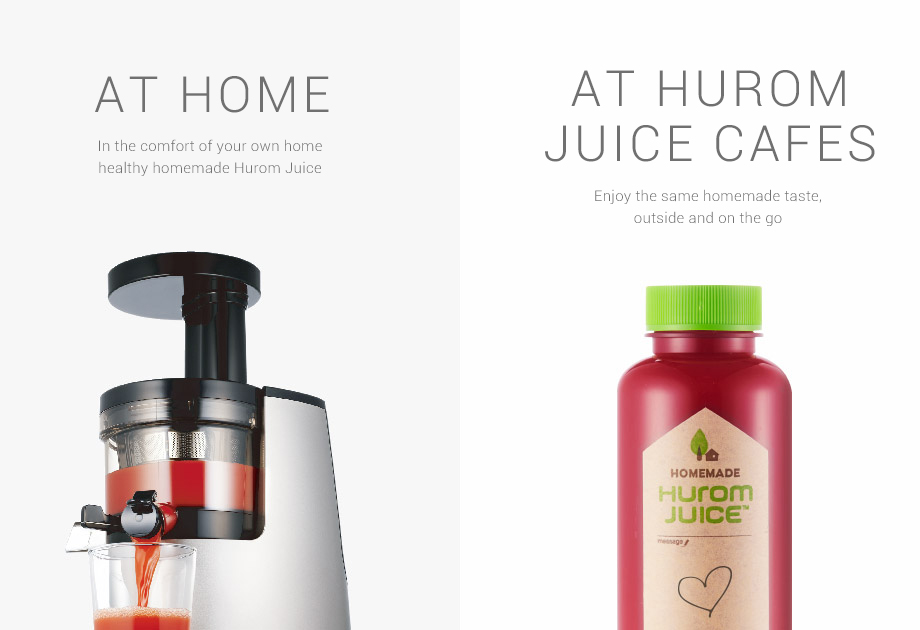 AT HOME
In the comfort of your own home
healthy homemade Hurom Juice
AT HUROM
JUICE CAFES
Enjoy the same homemade taste,
outside and on the go
HOMEMADE
Hurom
JUICE™
message